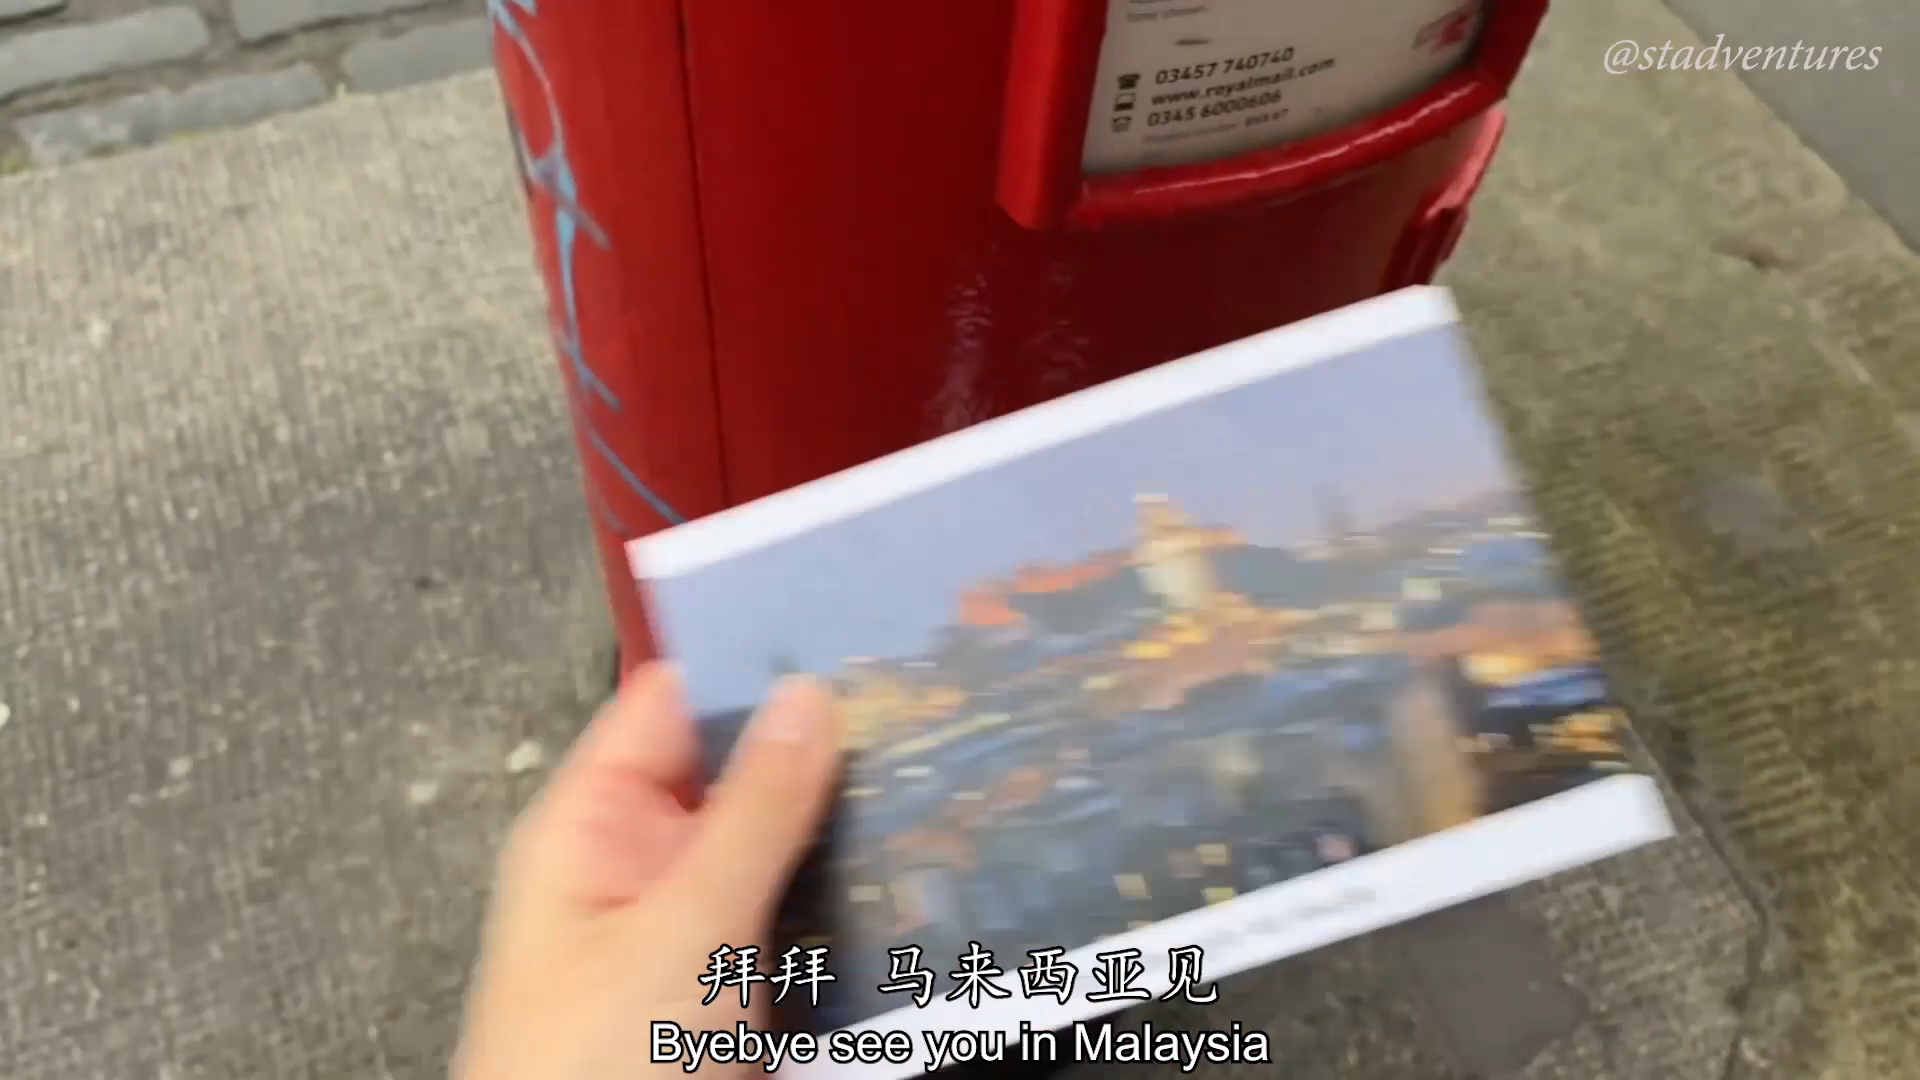 @stadventures
03457 740740
www.royalmail.com
0345 6000606
拜拜 马来西亚见
Byebye see you in Malaysia